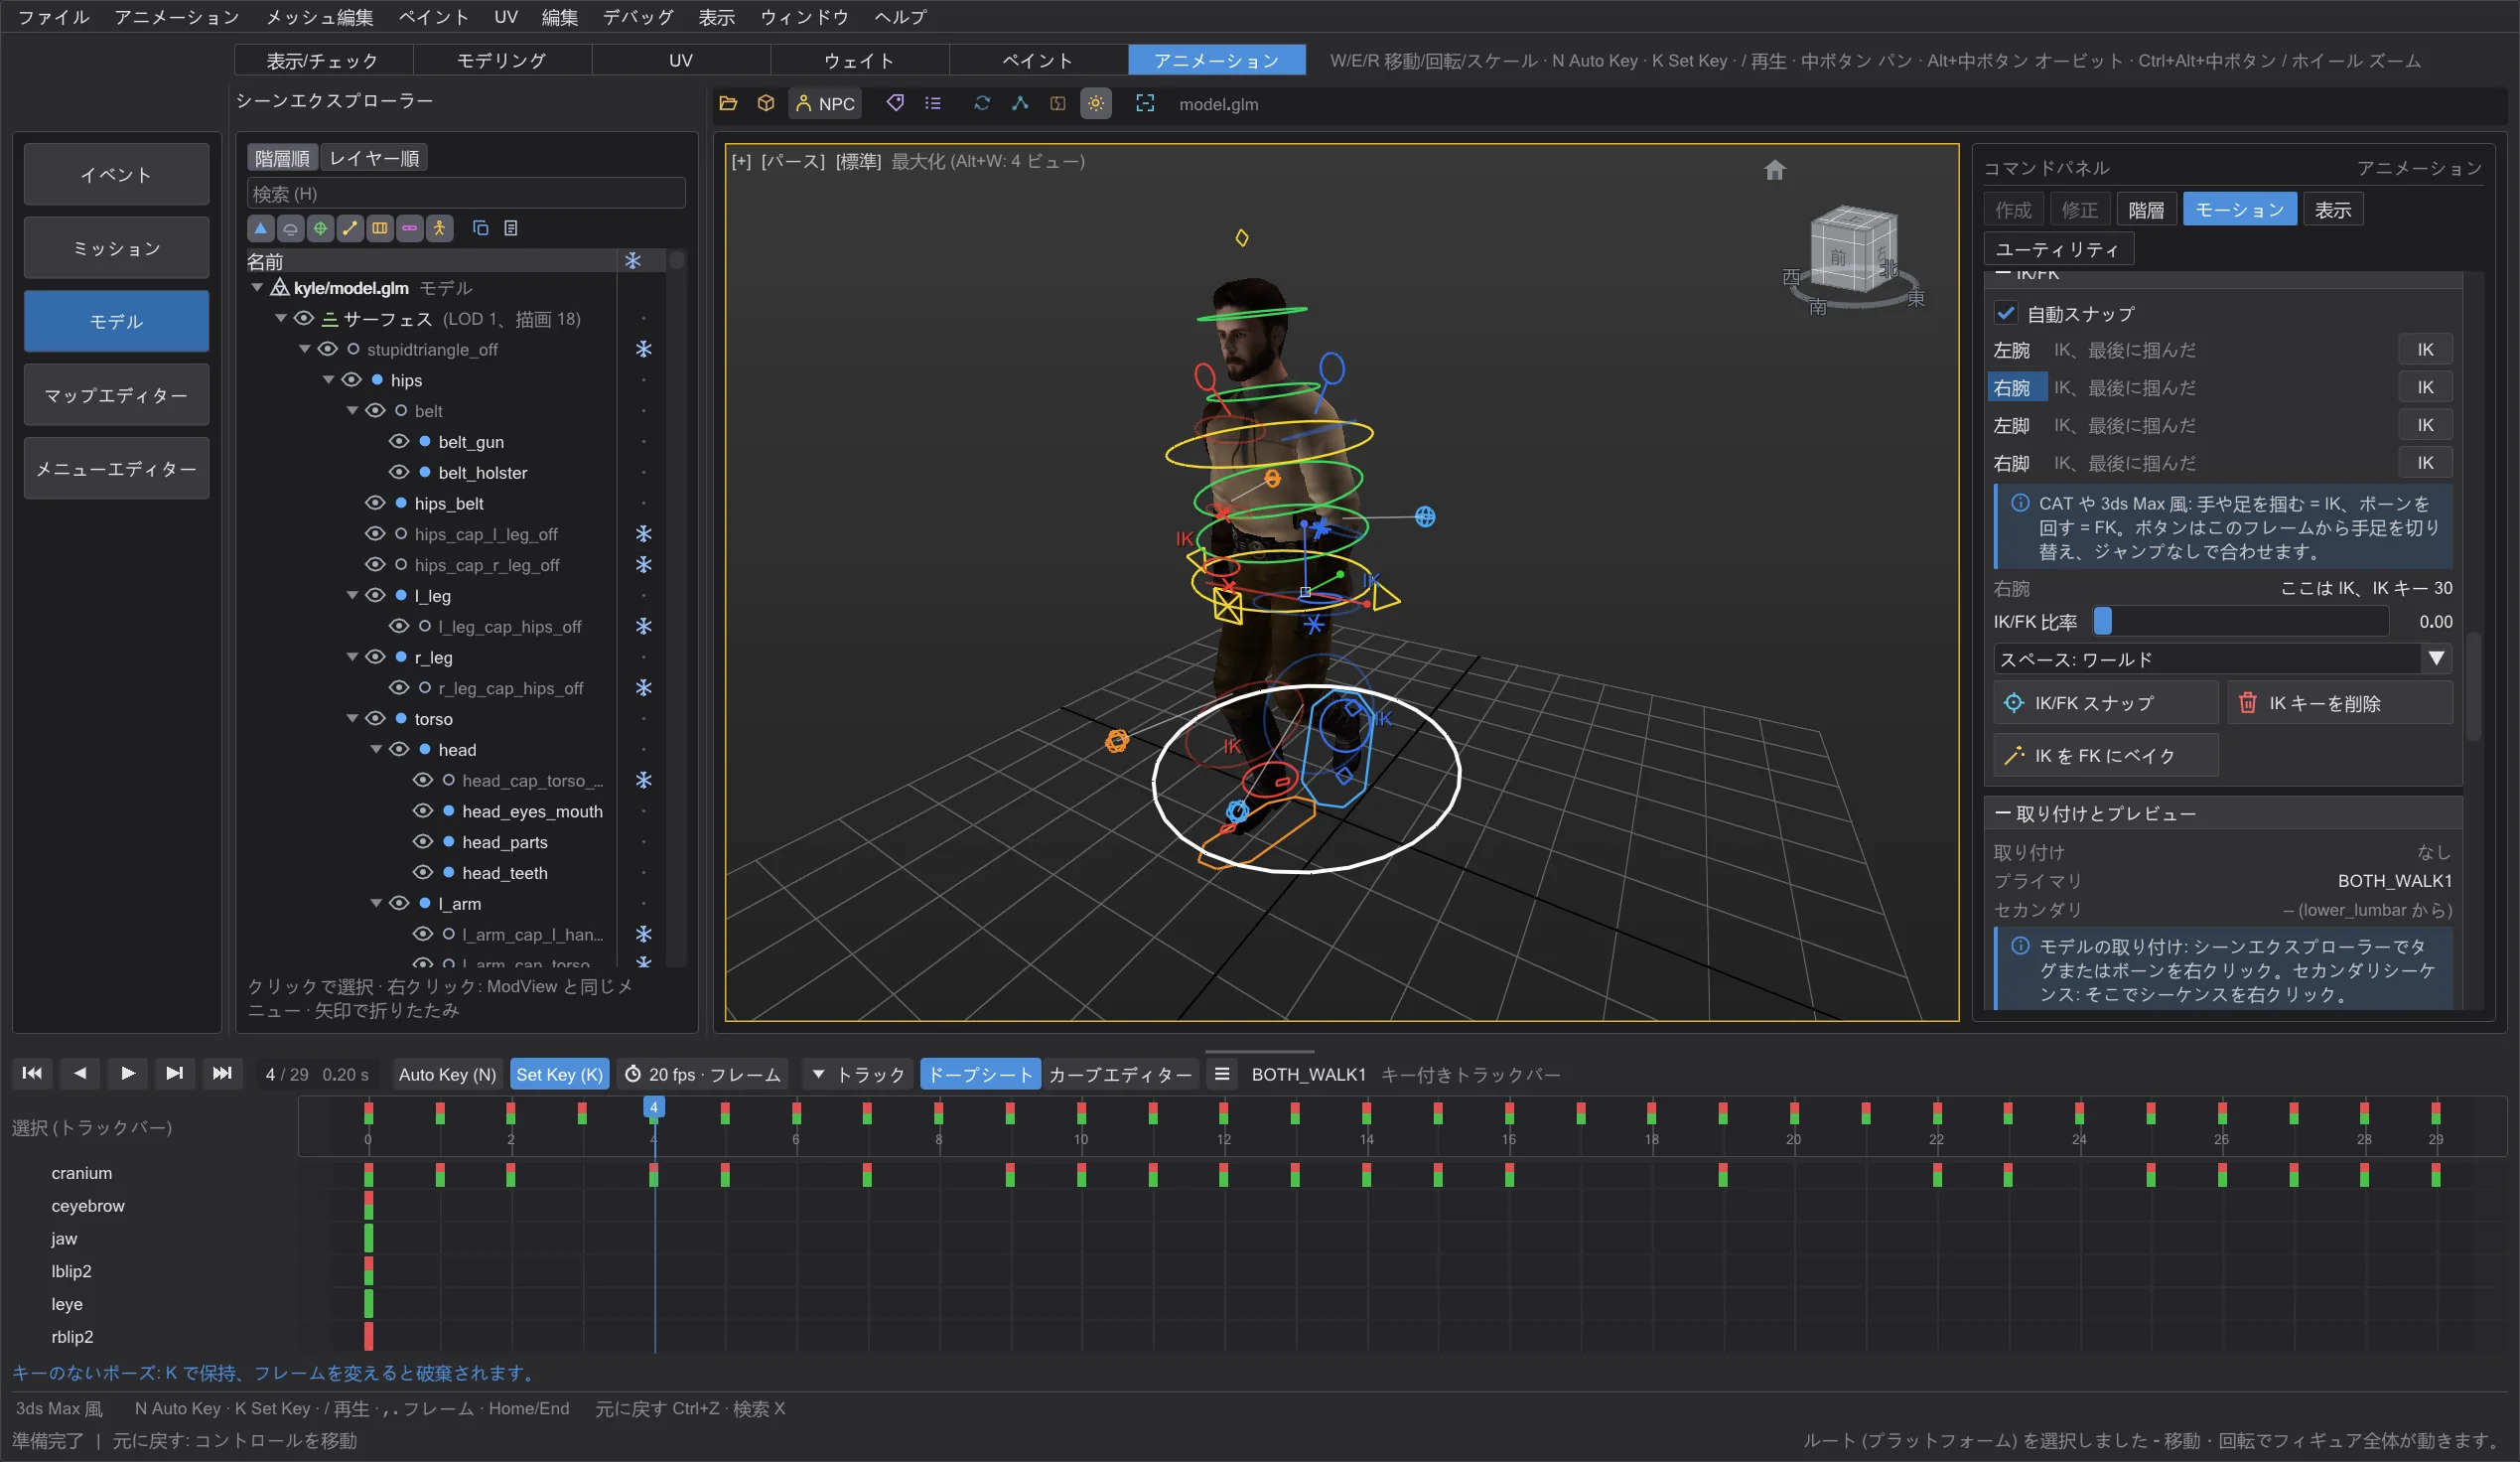 ファイル アニメーション メッシュ編集 ペイント UV 編集 デバッグ 表示 ウィンドウ ヘルプ
表示/チェック モデリング UV ウェイト ペイント アニメーション W/E/R 移動/回転/スケール · N Auto Key · K Set Key · / 再生 · 中ボタン パン · Alt+中ボタン オービット · Ctrl+Alt+中ボタン / ホイール ズーム
シーンエクスプローラー
NPC model.glm
イベント
ミッション
モデル
マップエディター
メニューエディター
階層順 レイヤー順
検索 (H)
名前
kyle/model.glm モデル
サーフェス (LOD 1、描画 18)
stupidtriangle_off
hips
belt
belt_gun
belt_holster
hips_belt
hips_cap_l_leg_off
hips_cap_r_leg_off
l_leg
l_leg_cap_hips_off
r_leg
r_leg_cap_hips_off
torso
head
head_cap_torso_...
head_eyes_mouth
head_parts
head_teeth
l_arm
l_arm_cap_l_han...
l_arm_cap_torso
クリックで選択 · 右クリック: ModView と同じメ
ニュー · 矢印で折りたたみ
[+] [パース] [標準] 最大化 (Alt+W: 4 ビュー)
前
西
北
南
東
IK
IK
IK
IK
コマンドパネル アニメーション
作成 修正 階層 モーション 表示
ユーティリティ
IK/FK
自動スナップ
左腕 IK、最後に掴んだ IK
右腕 IK、最後に掴んだ IK
左脚 IK、最後に掴んだ IK
右脚 IK、最後に掴んだ IK
CAT や 3ds Max 風: 手や足を掴む = IK、ボーンを
回す = FK。ボタンはこのフレームから手足を切り
替え、ジャンプなしで合わせます。
右腕 ここは IK、IK キー 30
IK/FK 比率 0.00
スペース: ワールド
IK/FK スナップ IK キーを削除
IK を FK にベイク
取り付けとプレビュー
取り付け なし
プライマリ BOTH_WALK1
セカンダリ – (lower_lumbar から)
モデルの取り付け: シーンエクスプローラーでタ
グまたはボーンを右クリック。セカンダリシーケ
ンス: そこでシーケンスを右クリック。
4 / 29 0.20 s Auto Key (N) Set Key (K) 20 fps · フレーム トラック ドープシート カーブエディター BOTH_WALK1 キー付きトラックバー
選択 (トラックバー)
4
0 2 4 6 8 10 12 14 16 18 20 22 24 26 28 29
cranium
ceyebrow
jaw
lblip2
leye
rblip2
キーのないポーズ: K で保持、フレームを変えると破棄されます。
3ds Max 風 N Auto Key · K Set Key · / 再生 · , . フレーム · Home/End 元に戻す Ctrl+Z · 検索 X
準備完了 | 元に戻す: コントロールを移動 ルート (プラットフォーム) を選択しました - 移動・回転でフィギュア全体が動きます。